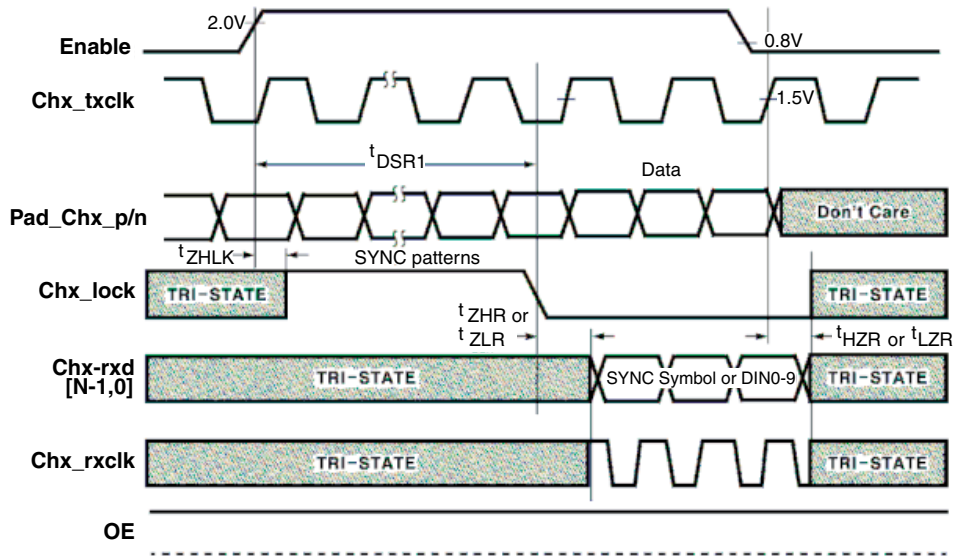 2.0V
Enable
0.8V
Chx_txclk
1.5V
tDSR1
Data
Pad_Chx_p/n
Don't Care
tZHLK
SYNC patterns
Chx_lock
TRI-STATE
TRI-STATE
tZHR or
tZLR
tHZR or tLZR
Chx-rxd
[N-1,0]
TRI-STATE
SYNC Symbol or DIN0-9
TRI-STATE
Chx_rxclk
TRI-STATE
TRI-STATE
OE